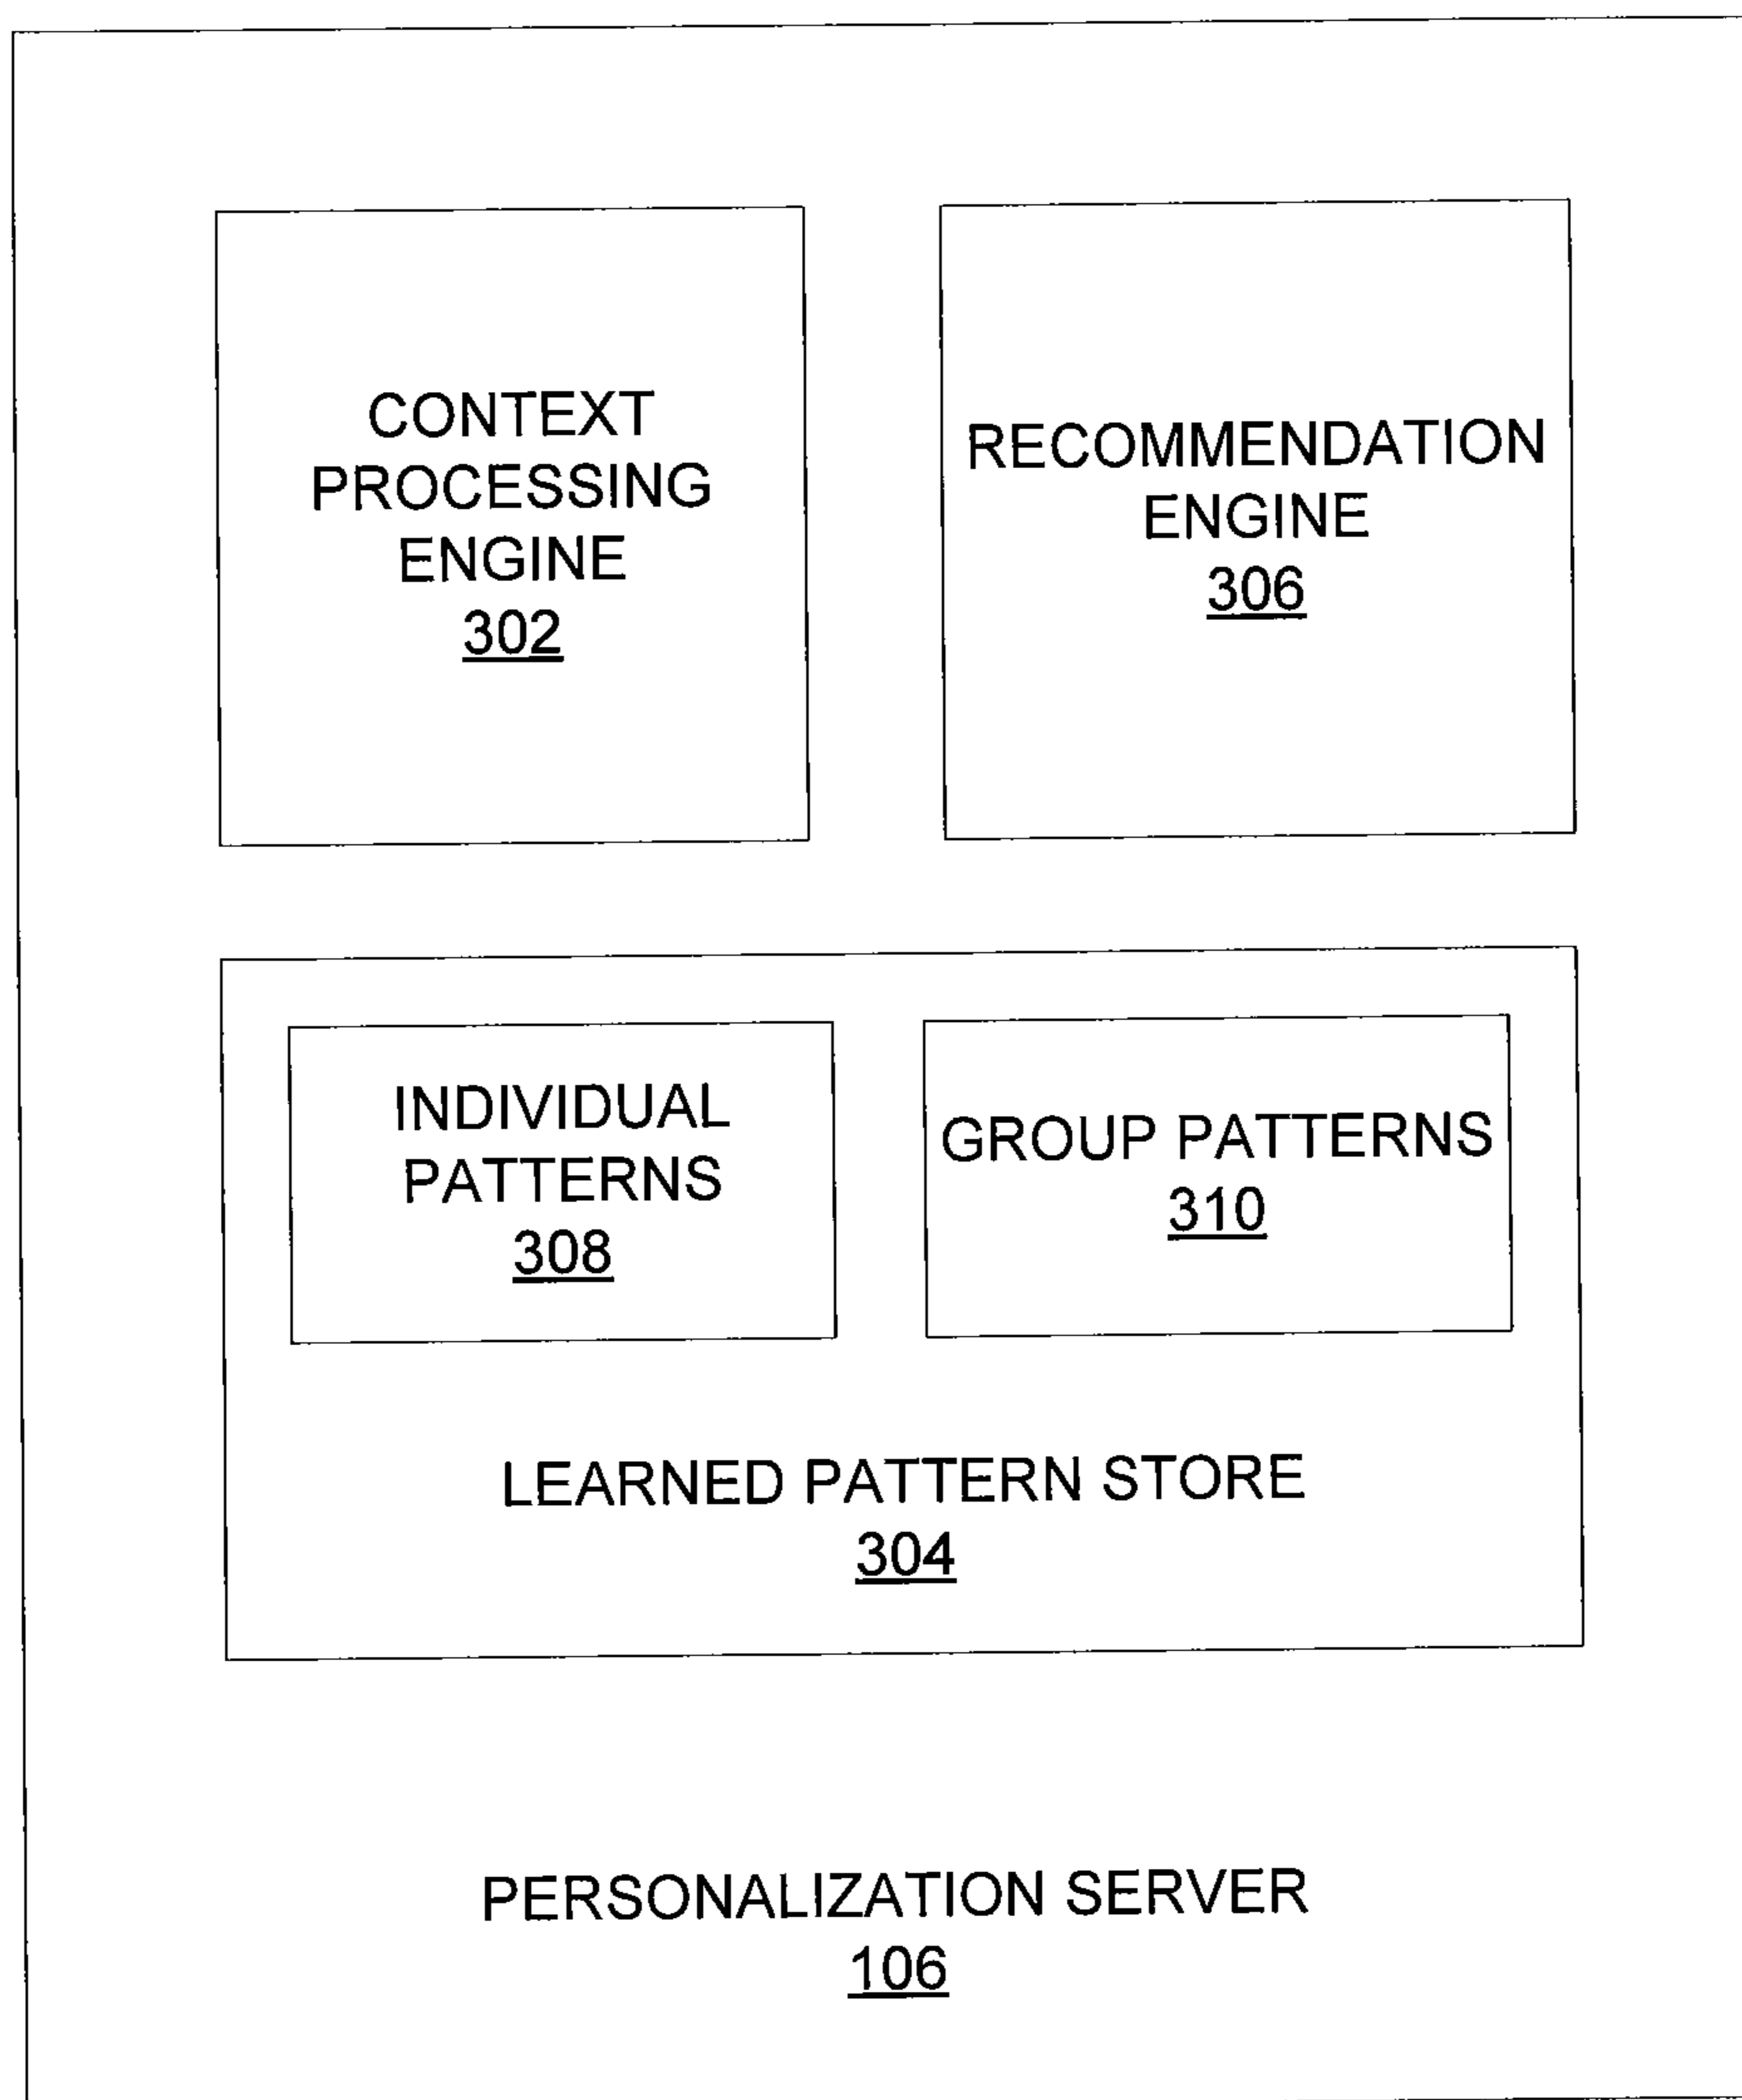 CONTEXT
PROCESSING
ENGINE
302
RECOMMENDATION
ENGINE
306
INDIVIDUAL
PATTERNS
308
GROUP PATTERNS
310
LEARNED PATTERN STORE
304
PERSONALIZATION SERVER
106